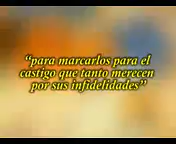 “para marcarlos para el
castigo que tanto merecen
por sus infidelidades”